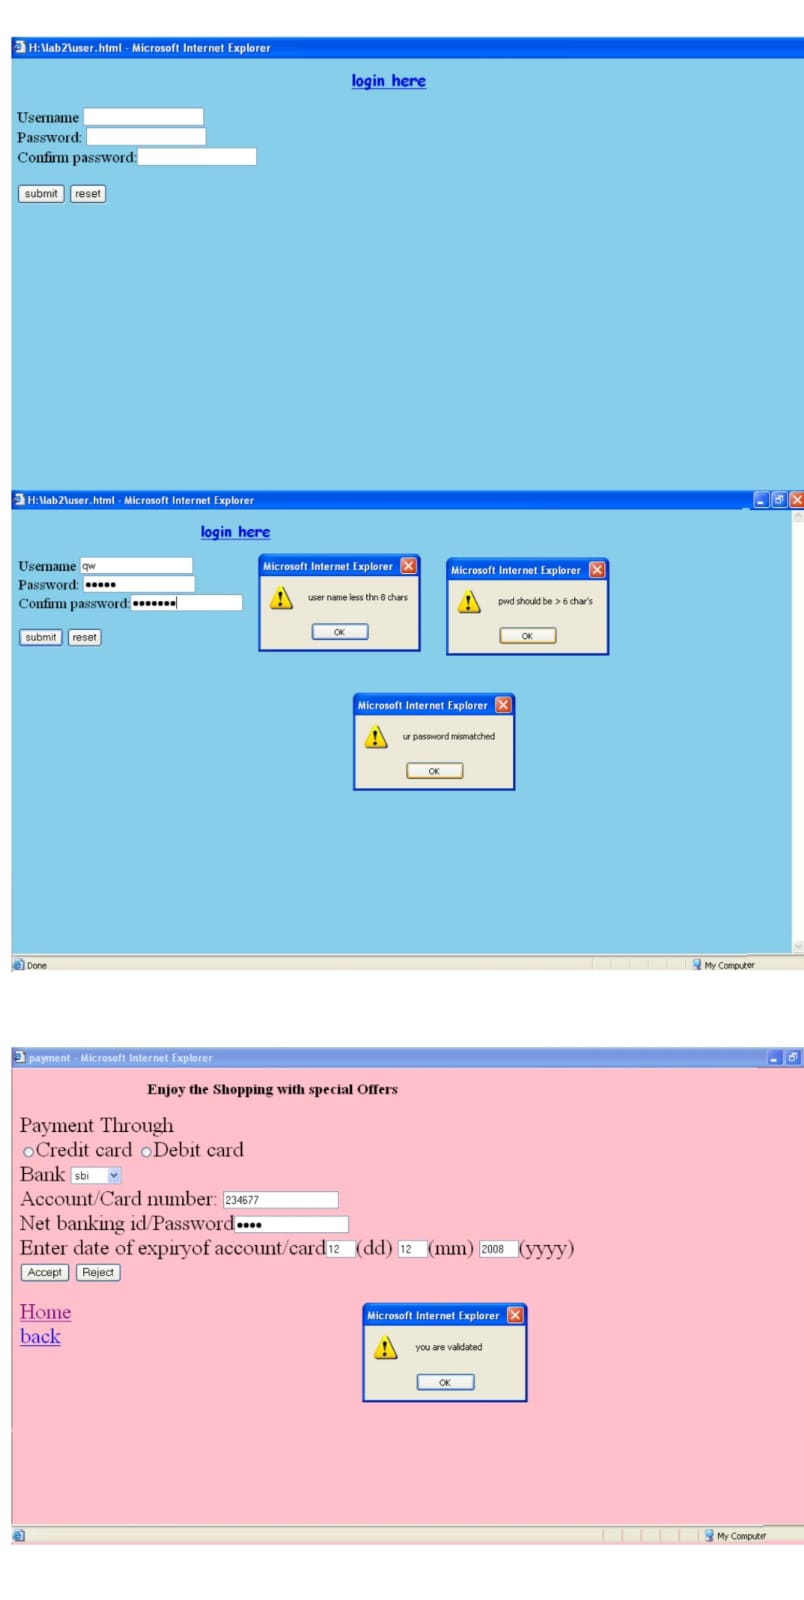 H:\lab2\user.html - Microsoft Internet Explorer
login here
Username
Password:
Confirm password:
submit reset
H:\lab2\user.html - Microsoft Internet Explorer
login here
Username qw
Password: •••••
Confirm password: •••••••
submit reset
Microsoft Internet Explorer
user name less thn 8 chars
OK
Microsoft Internet Explorer
pwd should be > 6 char's
OK
Microsoft Internet Explorer
ur password mismatched
OK
Done My Computer
payment - Microsoft Internet Explorer
Enjoy the Shopping with special Offers
Payment Through
Credit card Debit card
Bank sbi
Account/Card number: 234677
Net banking id/Password ••••
Enter date of expiryof account/card 12 (dd) 12 (mm) 2008 (yyyy)
Accept Reject
Home
back
Microsoft Internet Explorer
you are validated
OK
My Computer